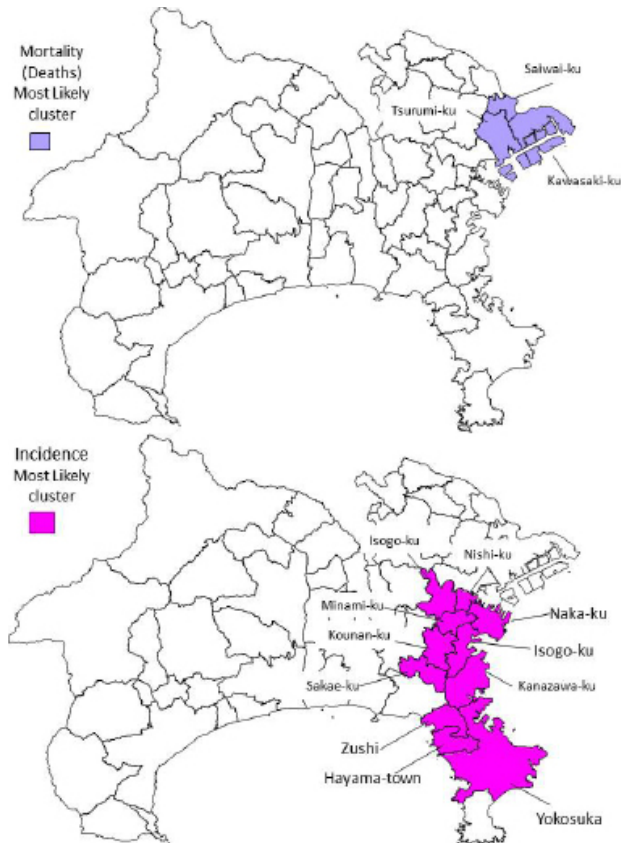 Mortality
(Deaths)
Most Likely
cluster
Saiwai-ku
Tsurumi-ku
Kawasaki-ku
Incidence
Most Likely
cluster
Isogo-ku
Nishi-ku
Minami-ku
Naka-ku
Kounan-ku
Isogo-ku
Sakae-ku
Kanazawa-ku
Zushi
Hayama-town
Yokosuka